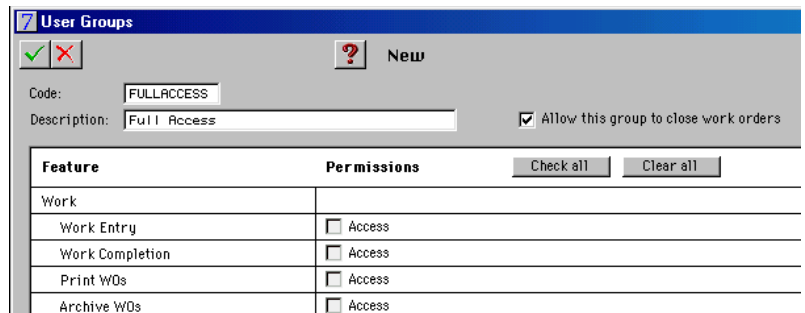 7 User Groups
? New
Code: FULLACCESS
Description: Full Access Allow this group to close work orders
Feature Permissions Check all Clear all
Work
Work Entry Access
Work Completion Access
Print WOs Access
Archive WOs Access